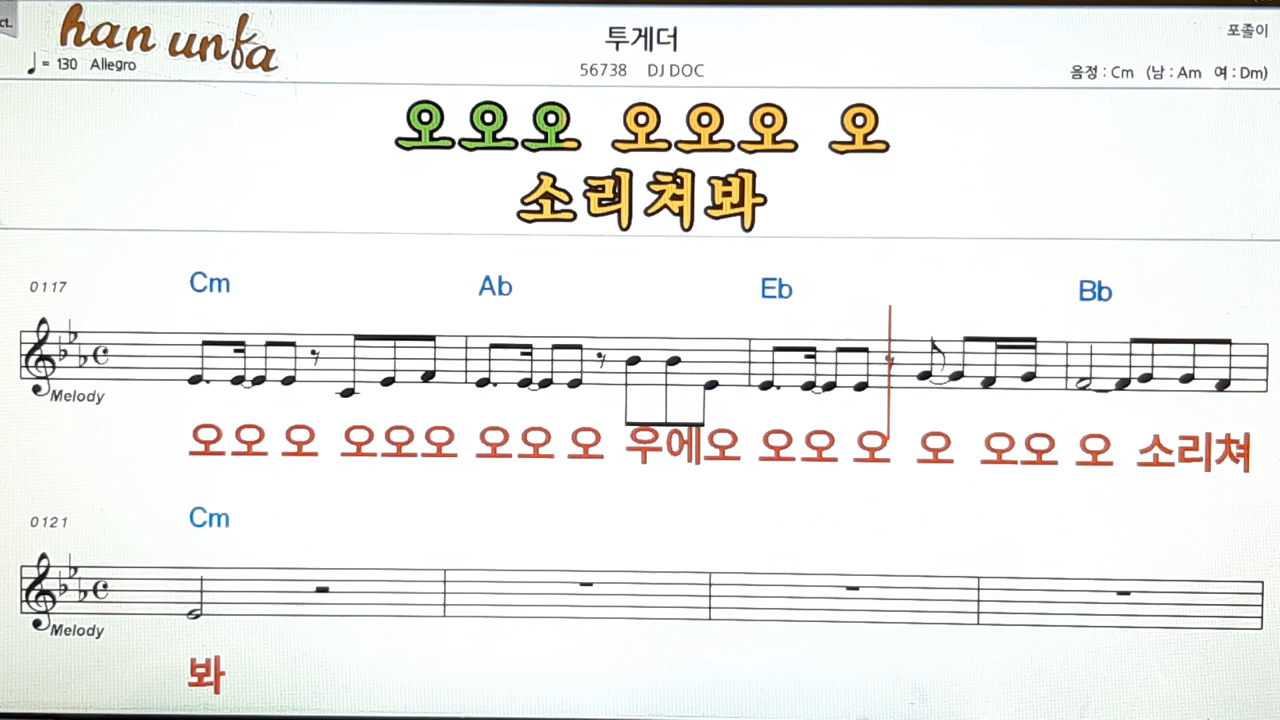 ct.
han unfa
♩ = 130 Allegro
투게더
56738 DJ DOC
포졸이
음정 : Cm (남 : Am 여 : Dm)
오오오 오오오 오
소리쳐봐
0117
Cm Ab Eb Bb
Melody
오오 오 오오오 오오 오 우에오 오오 오 오 오오 오 소리쳐
0121
Cm
Melody
봐